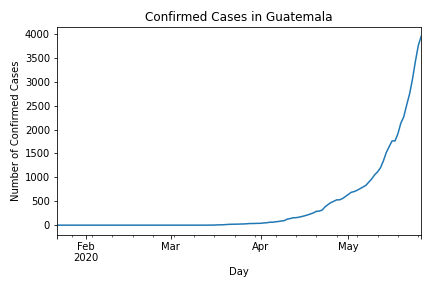 Confirmed Cases in Guatemala
4000
3500
3000
2500
2000
1500
1000
500
0
Number of Confirmed Cases
Feb
2020
Mar
Apr
May
Day